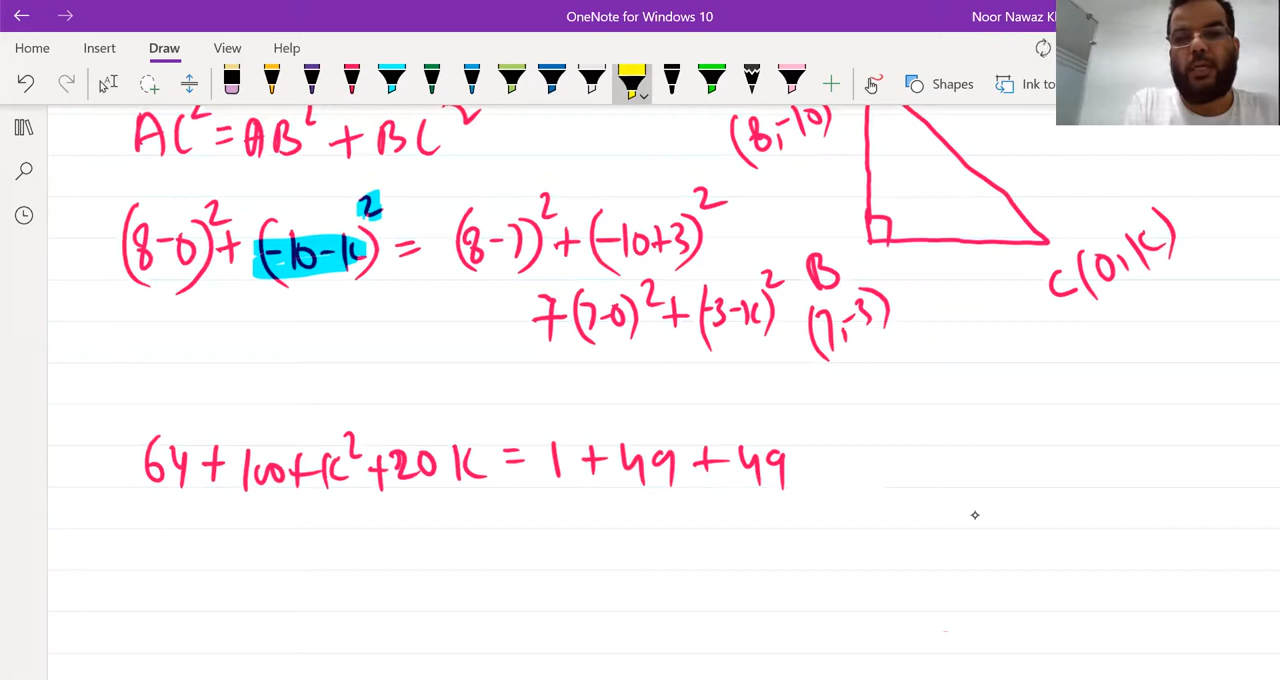 OneNote for Windows 10
Noor Nawaz Kh
Home Insert Draw View Help
Shapes
Ink to
AC² = AB² + BC²
(8,-10)
(8-0)² + (-10-k)² = (8-7)² + (-10+3)²
+(7-0)² + (-3-k)²
B
(7,-3)
C(0,k)
64 + 100 + k² + 20k = 1 + 49 + 49